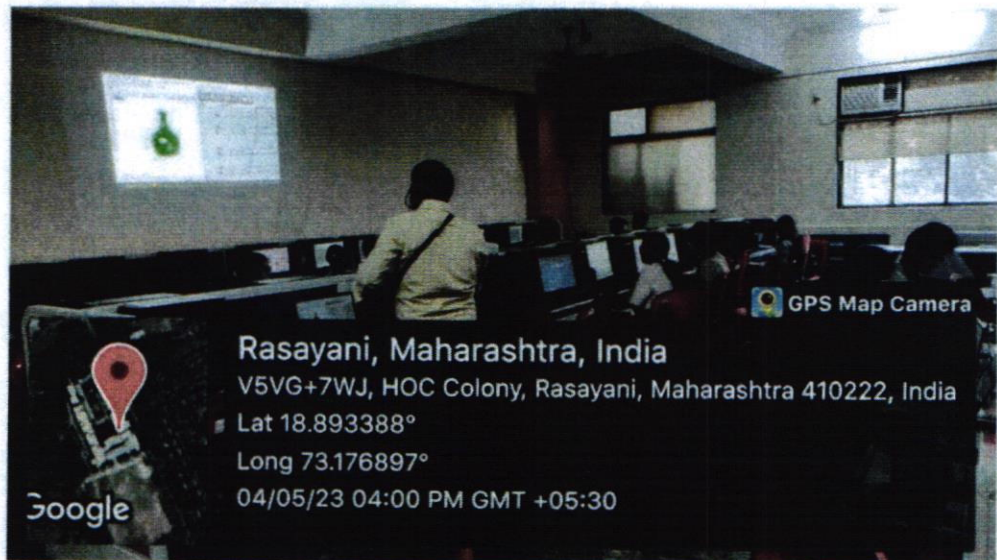 GPS Map Camera
Rasayani, Maharashtra, India
V5VG+7WJ, HOC Colony, Rasayani, Maharashtra 410222, India
Lat 18.893388°
Long 73.176897°
04/05/23 04:00 PM GMT +05:30
Google